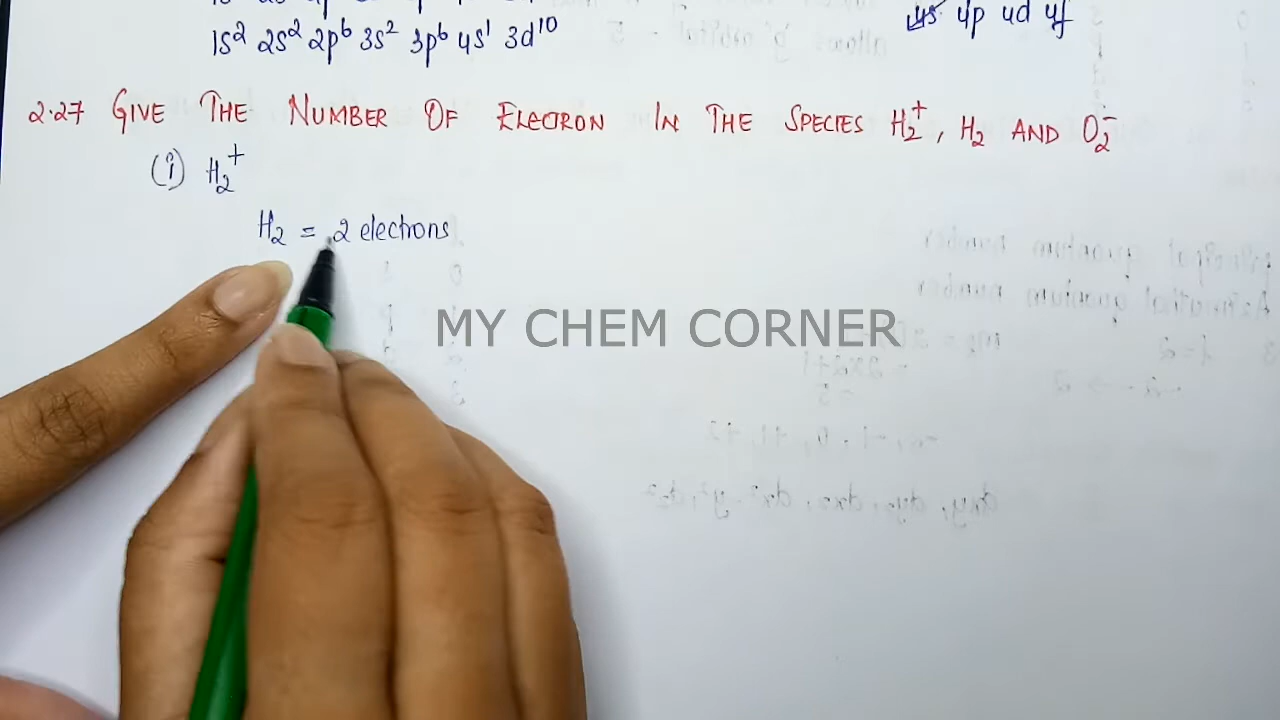 1s² 2s² 2p⁶ 3s² 3p⁶ 4s¹ 3d¹⁰
4s 4p 4d 4f
2.27 GIVE THE NUMBER OF ELECTRON IN THE SPECIES H₂⁺, H₂ AND O₂⁻
(i) H₂⁺
H₂ = 2 electrons
MY CHEM CORNER